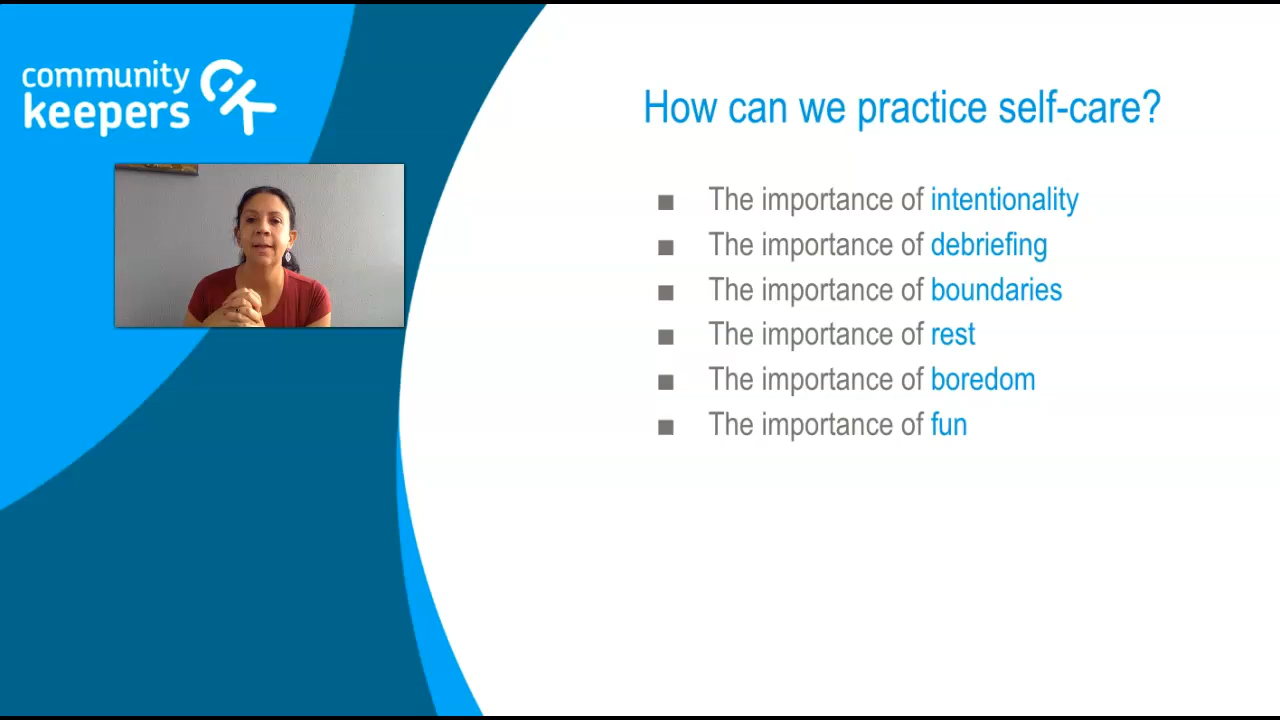 community
keepers
How can we practice self-care?
■ The importance of intentionality
■ The importance of debriefing
■ The importance of boundaries
■ The importance of rest
■ The importance of boredom
■ The importance of fun